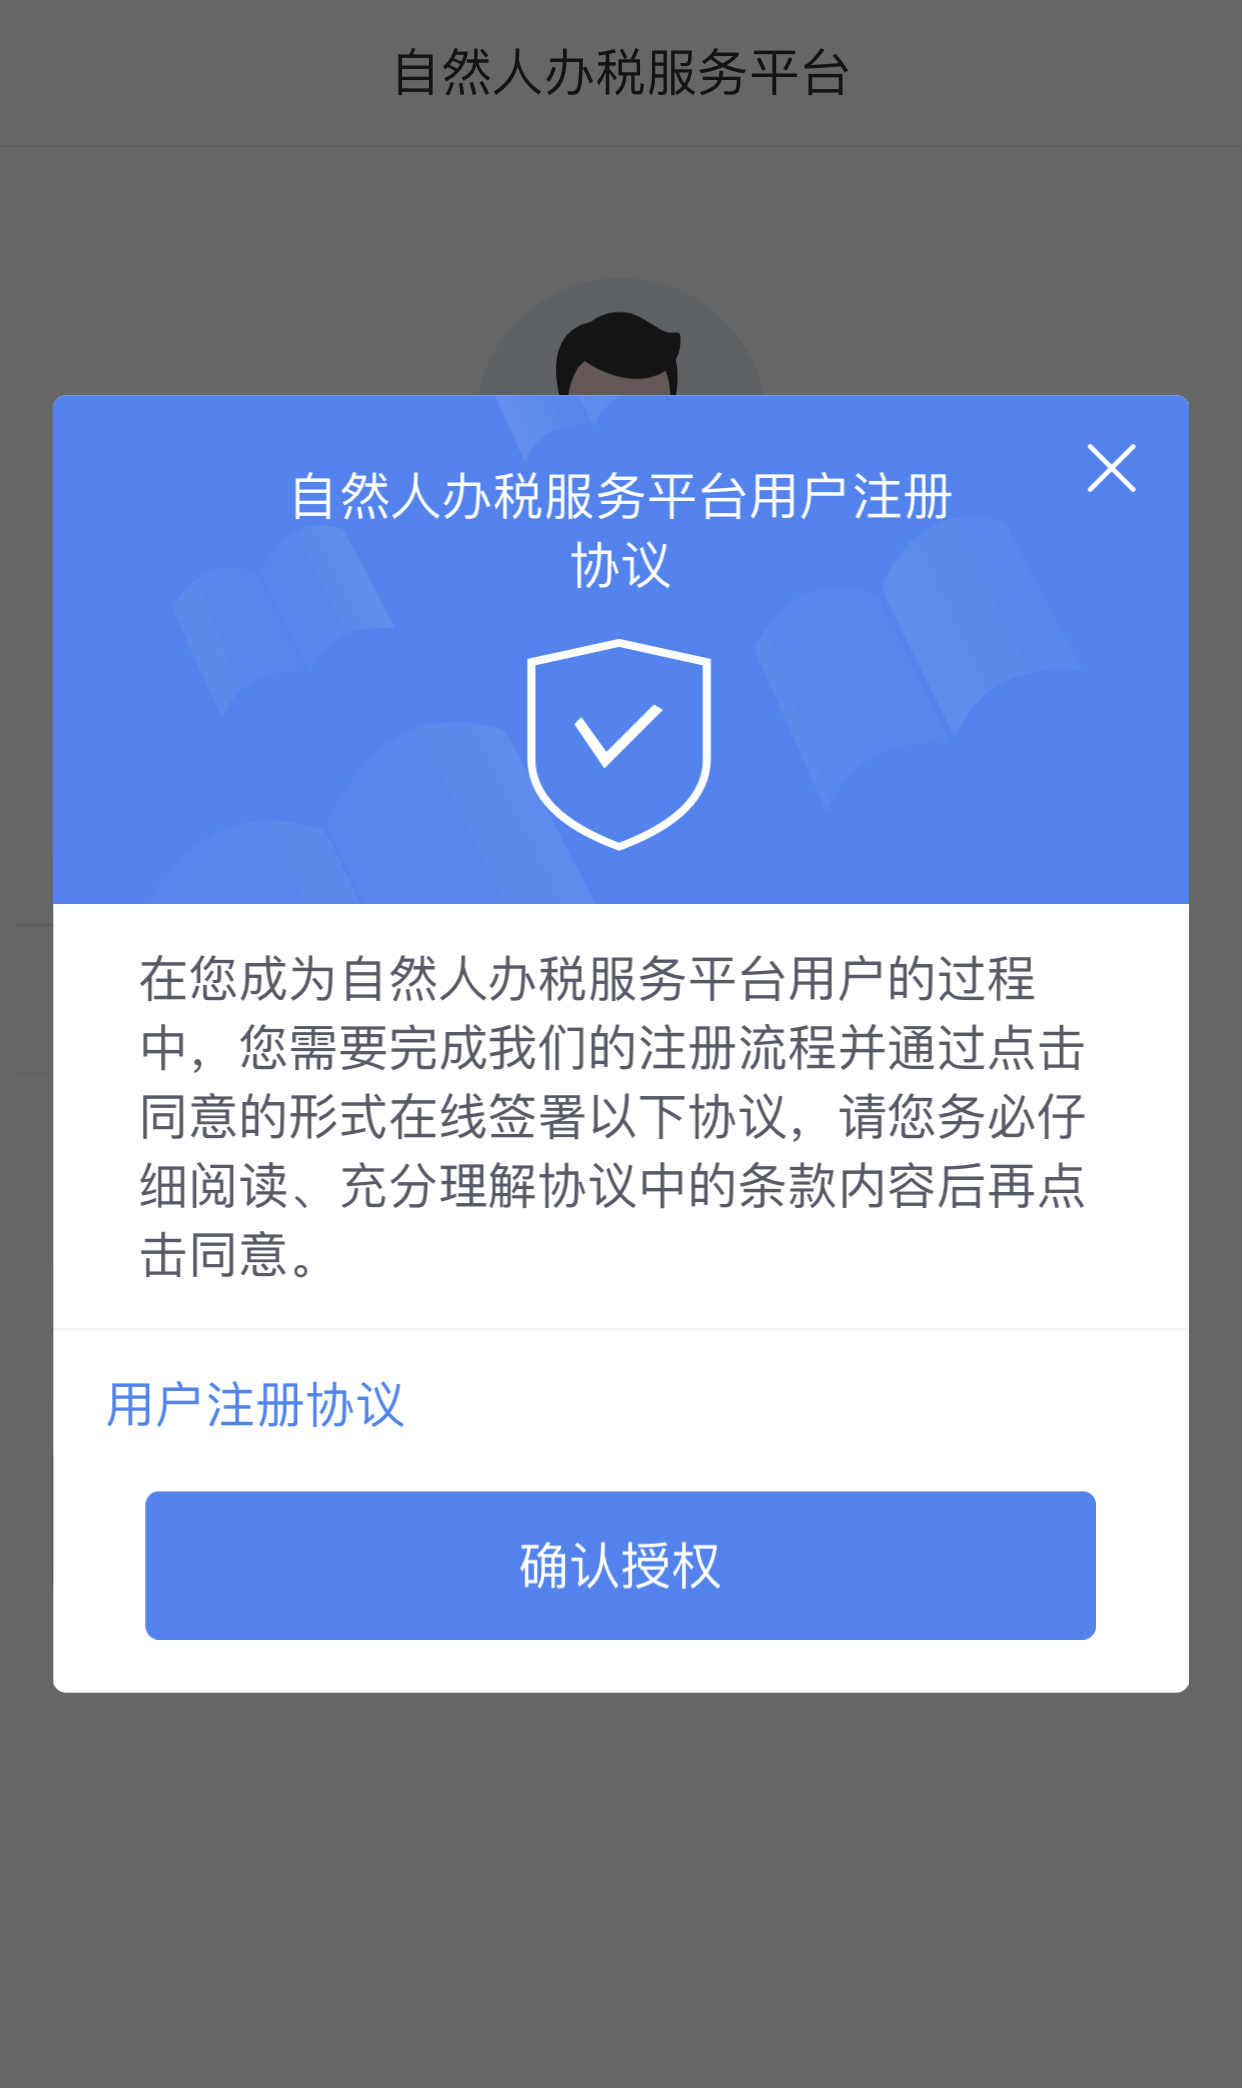 自然人办税服务平台
自然人办税服务平台用户注册
协议
在您成为自然人办税服务平台用户的过程
中，您需要完成我们的注册流程并通过点击
同意的形式在线签署以下协议，请您务必仔
细阅读、充分理解协议中的条款内容后再点
击同意。
用户注册协议
确认授权